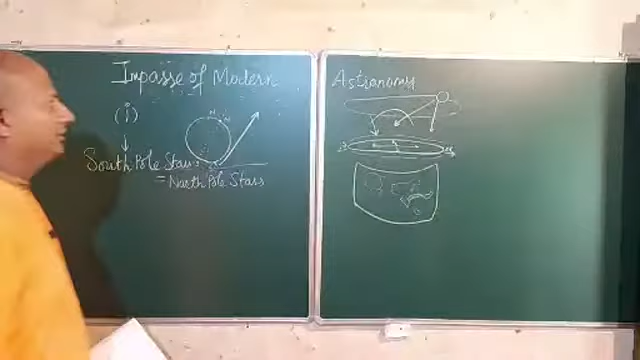 Impasse of Modern Astronomy
(i)
South Pole Stars
= North Pole Stars
N N